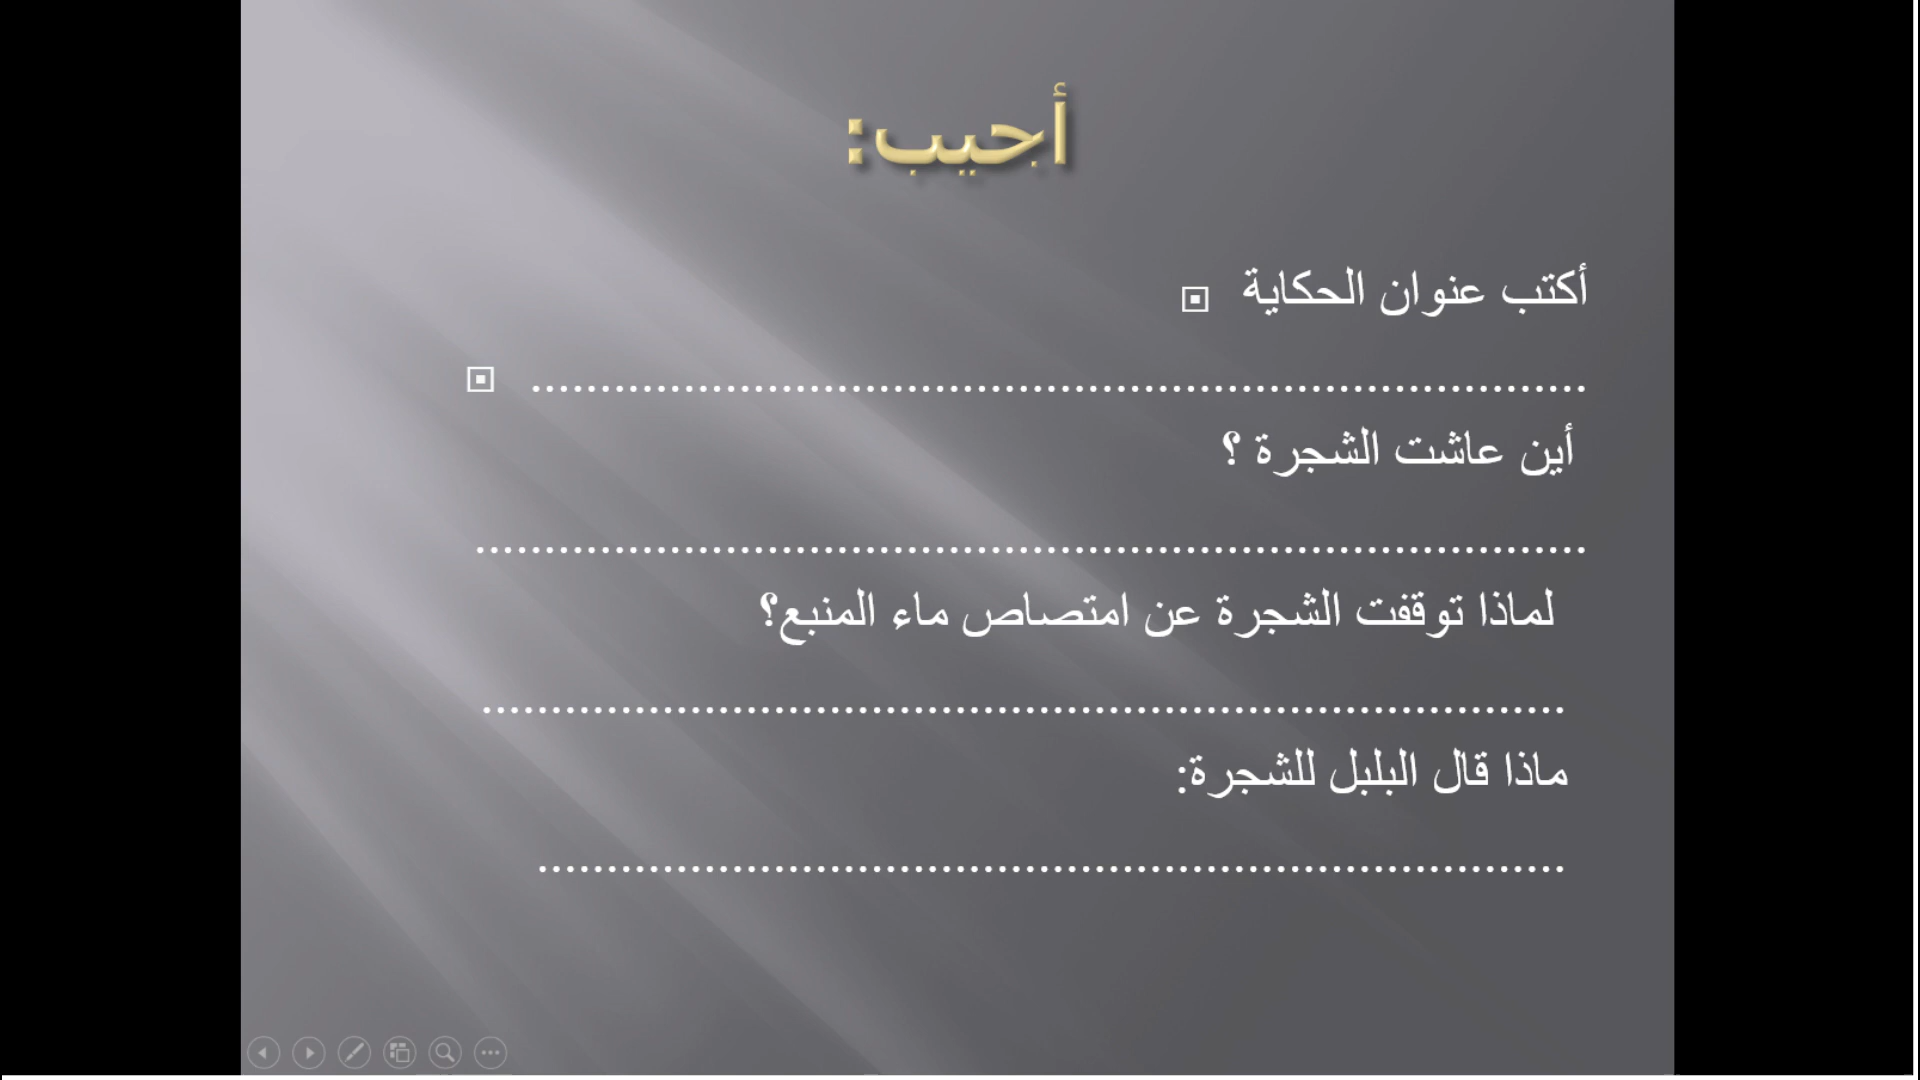 أجيب:
أكتب عنوان الحكاية
............................................................................
أين عاشت الشجرة ؟
................................................................................
لماذا توقفت الشجرة عن امتصاص ماء المنبع؟
..............................................................................
ماذا قال البلبل للشجرة:
..........................................................................